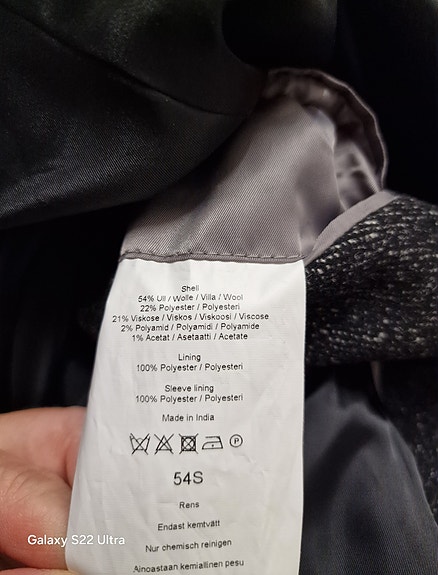 Shell
54% Ull / Wolle / Villa / Wool
22% Polyester / Polyesteri
21% Viskose / Viskos / Viskoosi / Viscose
2% Polyamid / Polyamidi / Polyamide
1% Acetat / Asetaatti / Acetate
Lining
100% Polyester / Polyesteri
Sleeve lining
100% Polyester / Polyesteri
Made in India
P
54S
Rens
Endast kemtvätt
Nur chemisch reinigen
Ainoastaan kemiallinen pesu
Galaxy S22 Ultra